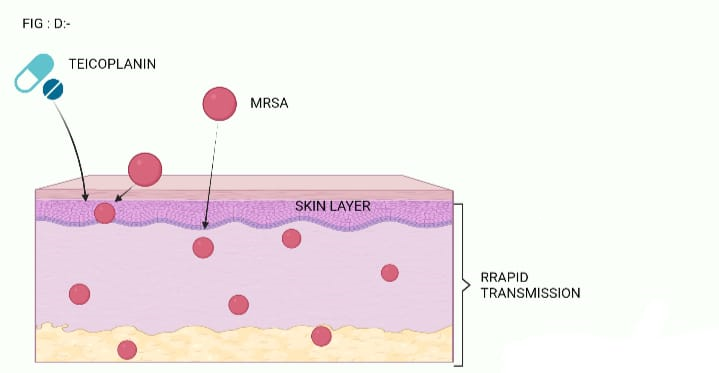 FIG : D:-
TEICOPLANIN
MRSA
SKIN LAYER
RRAPID
TRANSMISSION